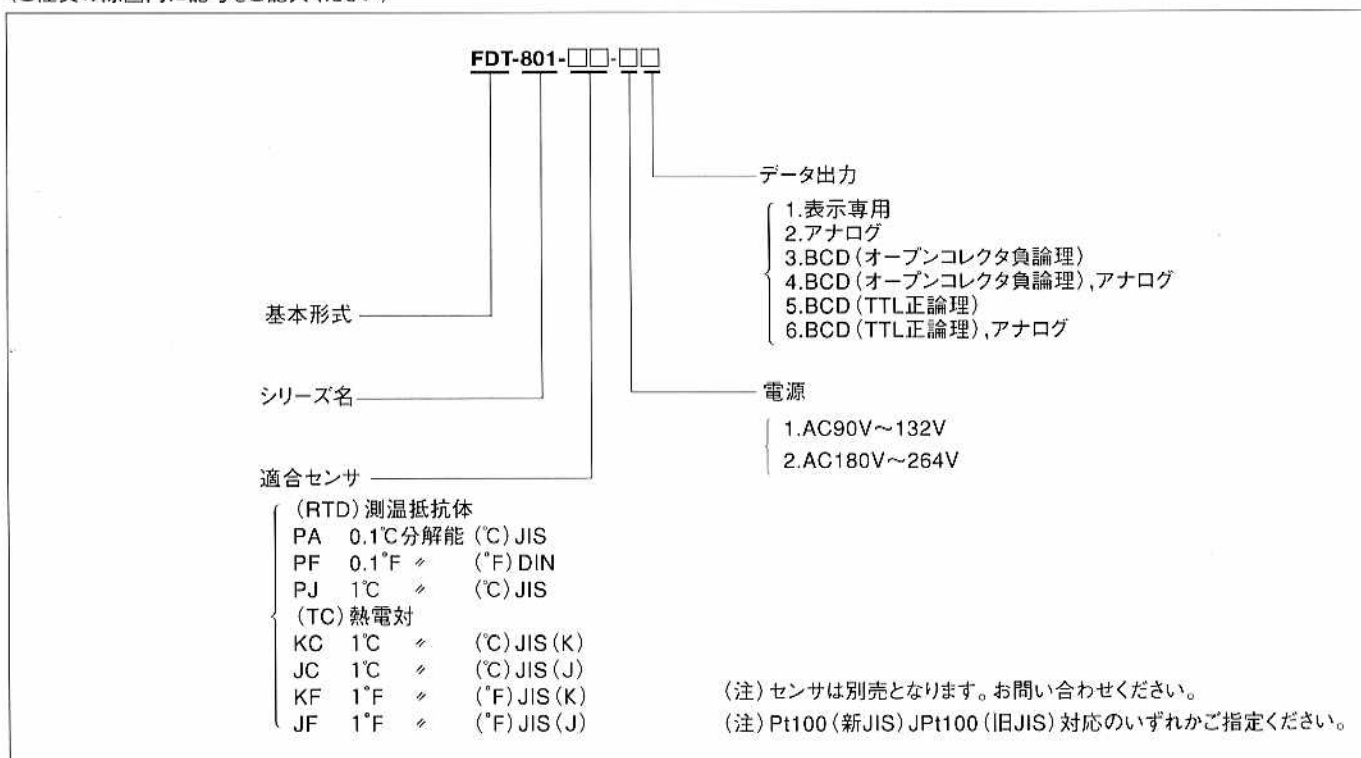 FDT-801-□□-□□
データ出力
1.表示専用
2.アナログ
3.BCD(オープンコレクタ負論理)
4.BCD(オープンコレクタ負論理),アナログ
5.BCD(TTL正論理)
6.BCD(TTL正論理),アナログ
基本形式
シリーズ名
電源
1.AC90V~132V
2.AC180V~264V
適合センサ
(RTD)測温抵抗体
PA 0.1℃分解能 (℃)JIS
PF 0.1°F 〃 (°F)DIN
PJ 1℃ 〃 (℃)JIS
(TC)熱電対
KC 1℃ 〃 (℃)JIS(K)
JC 1℃ 〃 (℃)JIS(J)
KF 1°F 〃 (°F)JIS(K)
JF 1°F 〃 (°F)JIS(J)
(注)センサは別売となります。お問い合わせください。
(注)Pt100(新JIS)JPt100(旧JIS)対応のいずれかご指定ください。